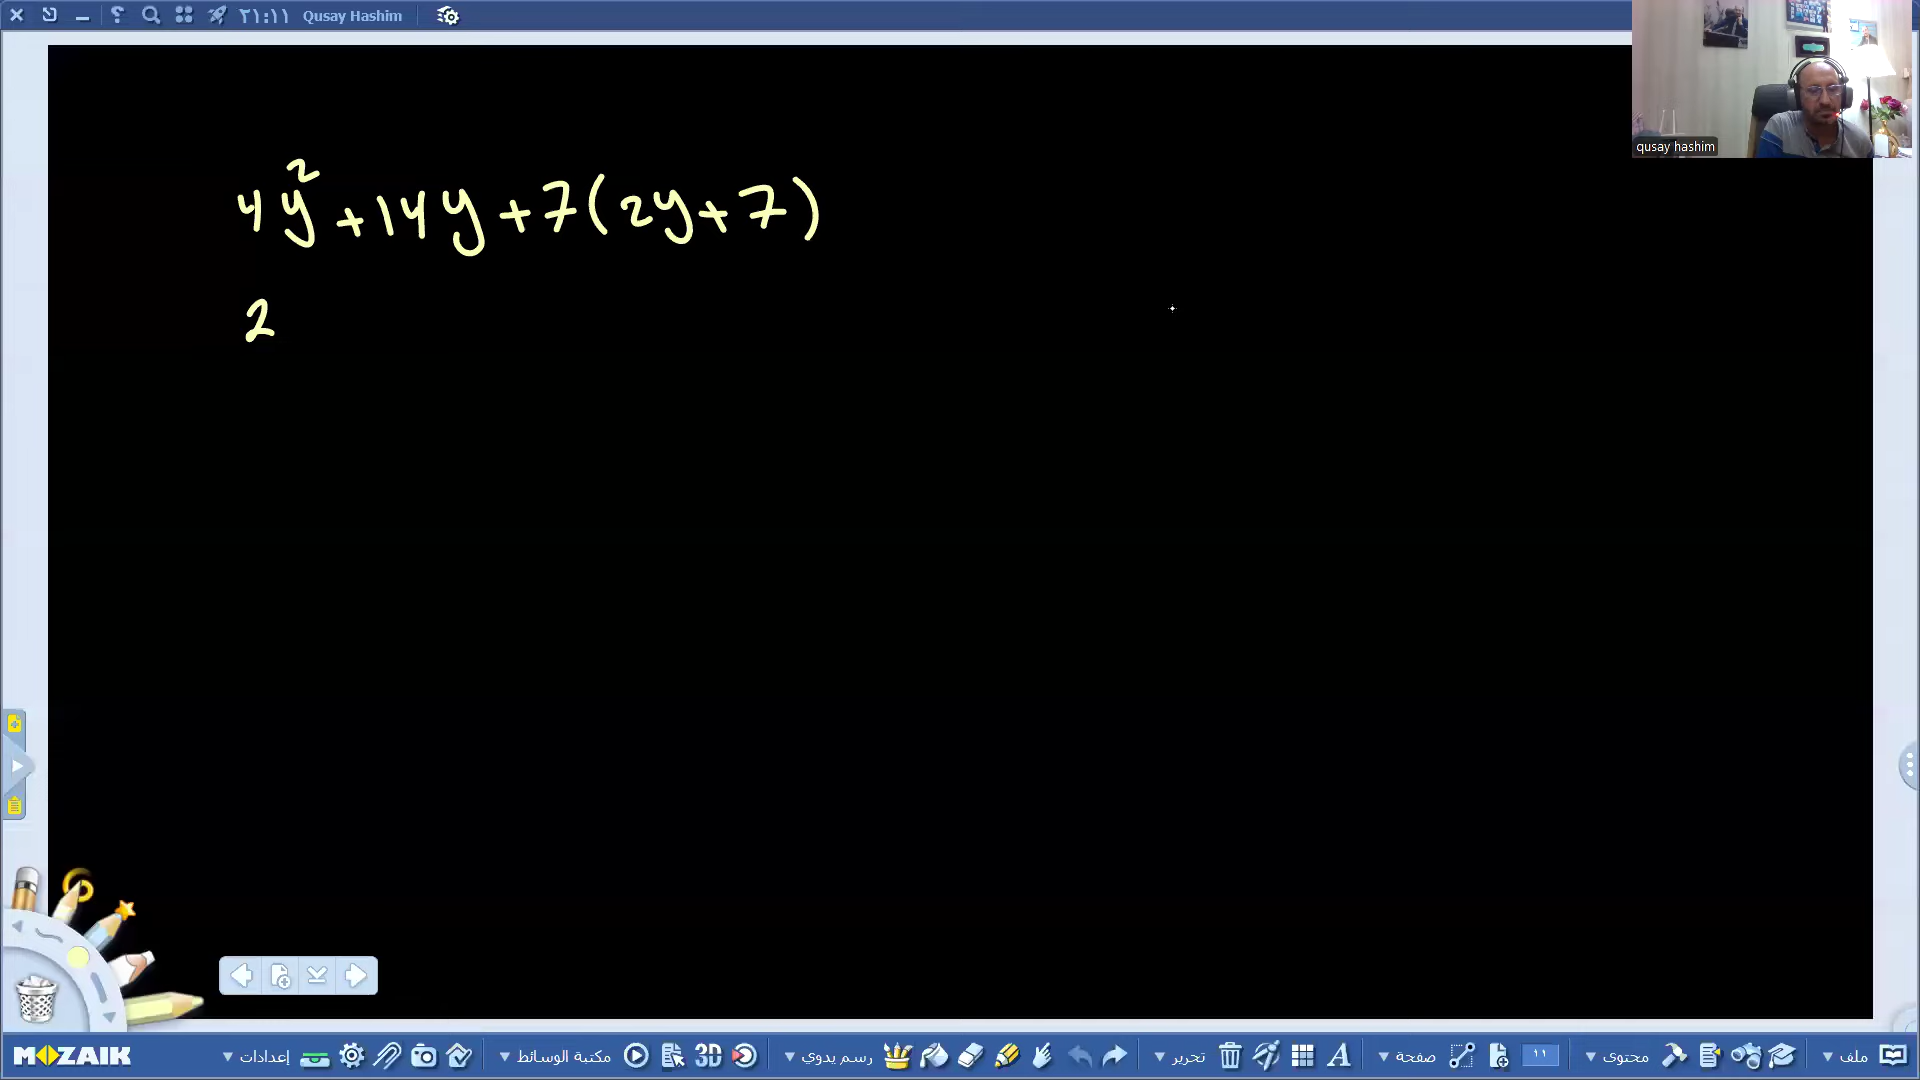 ٢١:١١ Qusay Hashim
qusay hashim
4y² + 14y + 7(2y + 7)
2
MOZAIK
إعدادات
مكتبة الوسائط
3D
رسم يدوي
تحرير
A
صفحة
١١
محتوى
ملف